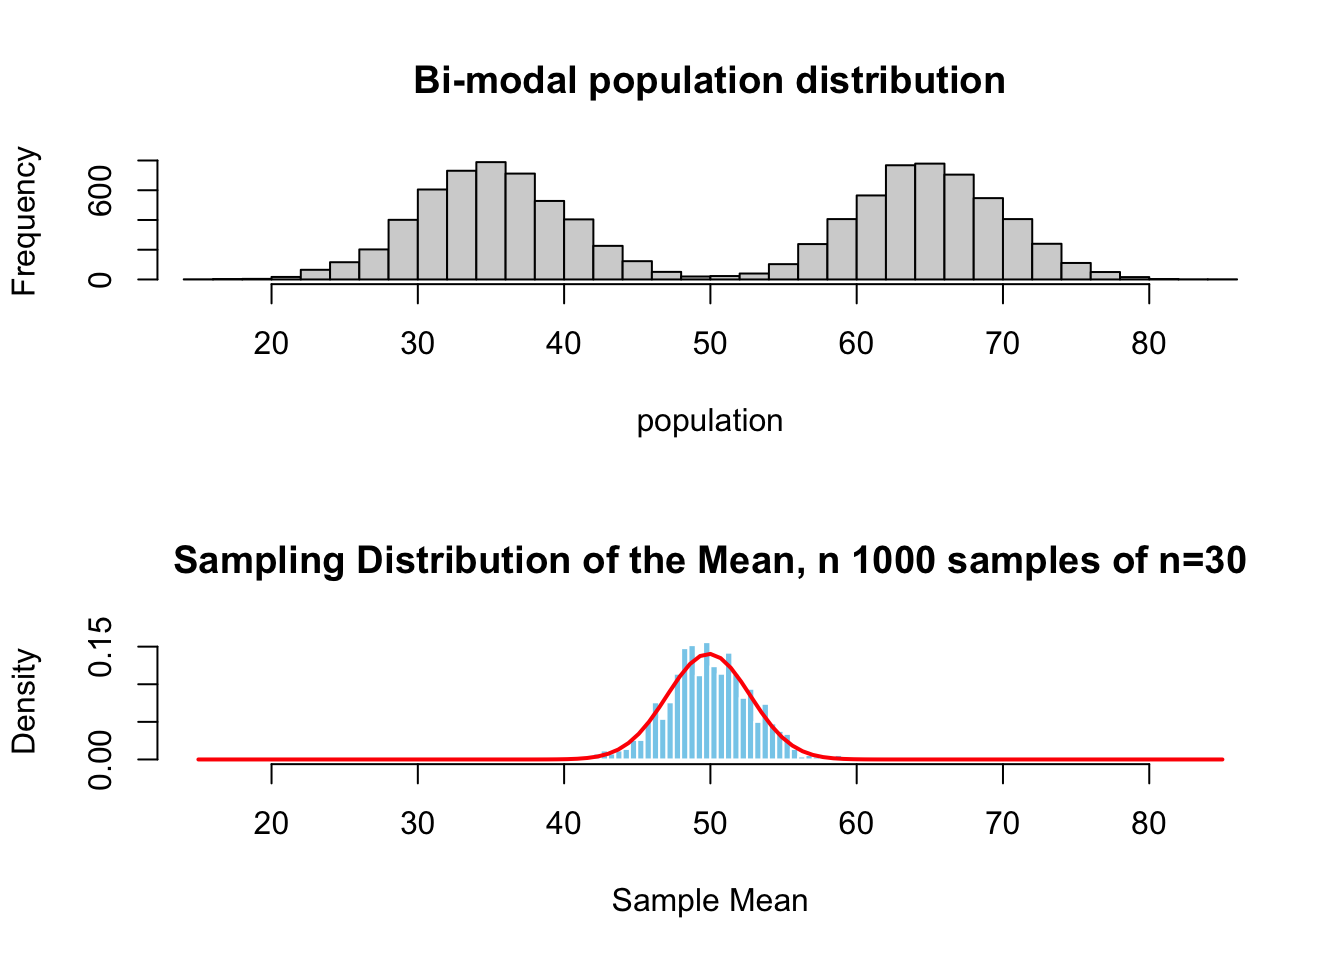 Bi-modal population distribution
Frequency
600
0
20 30 40 50 60 70 80
population
Sampling Distribution of the Mean, n 1000 samples of n=30
Density
0.15
0.00
20 30 40 50 60 70 80
Sample Mean